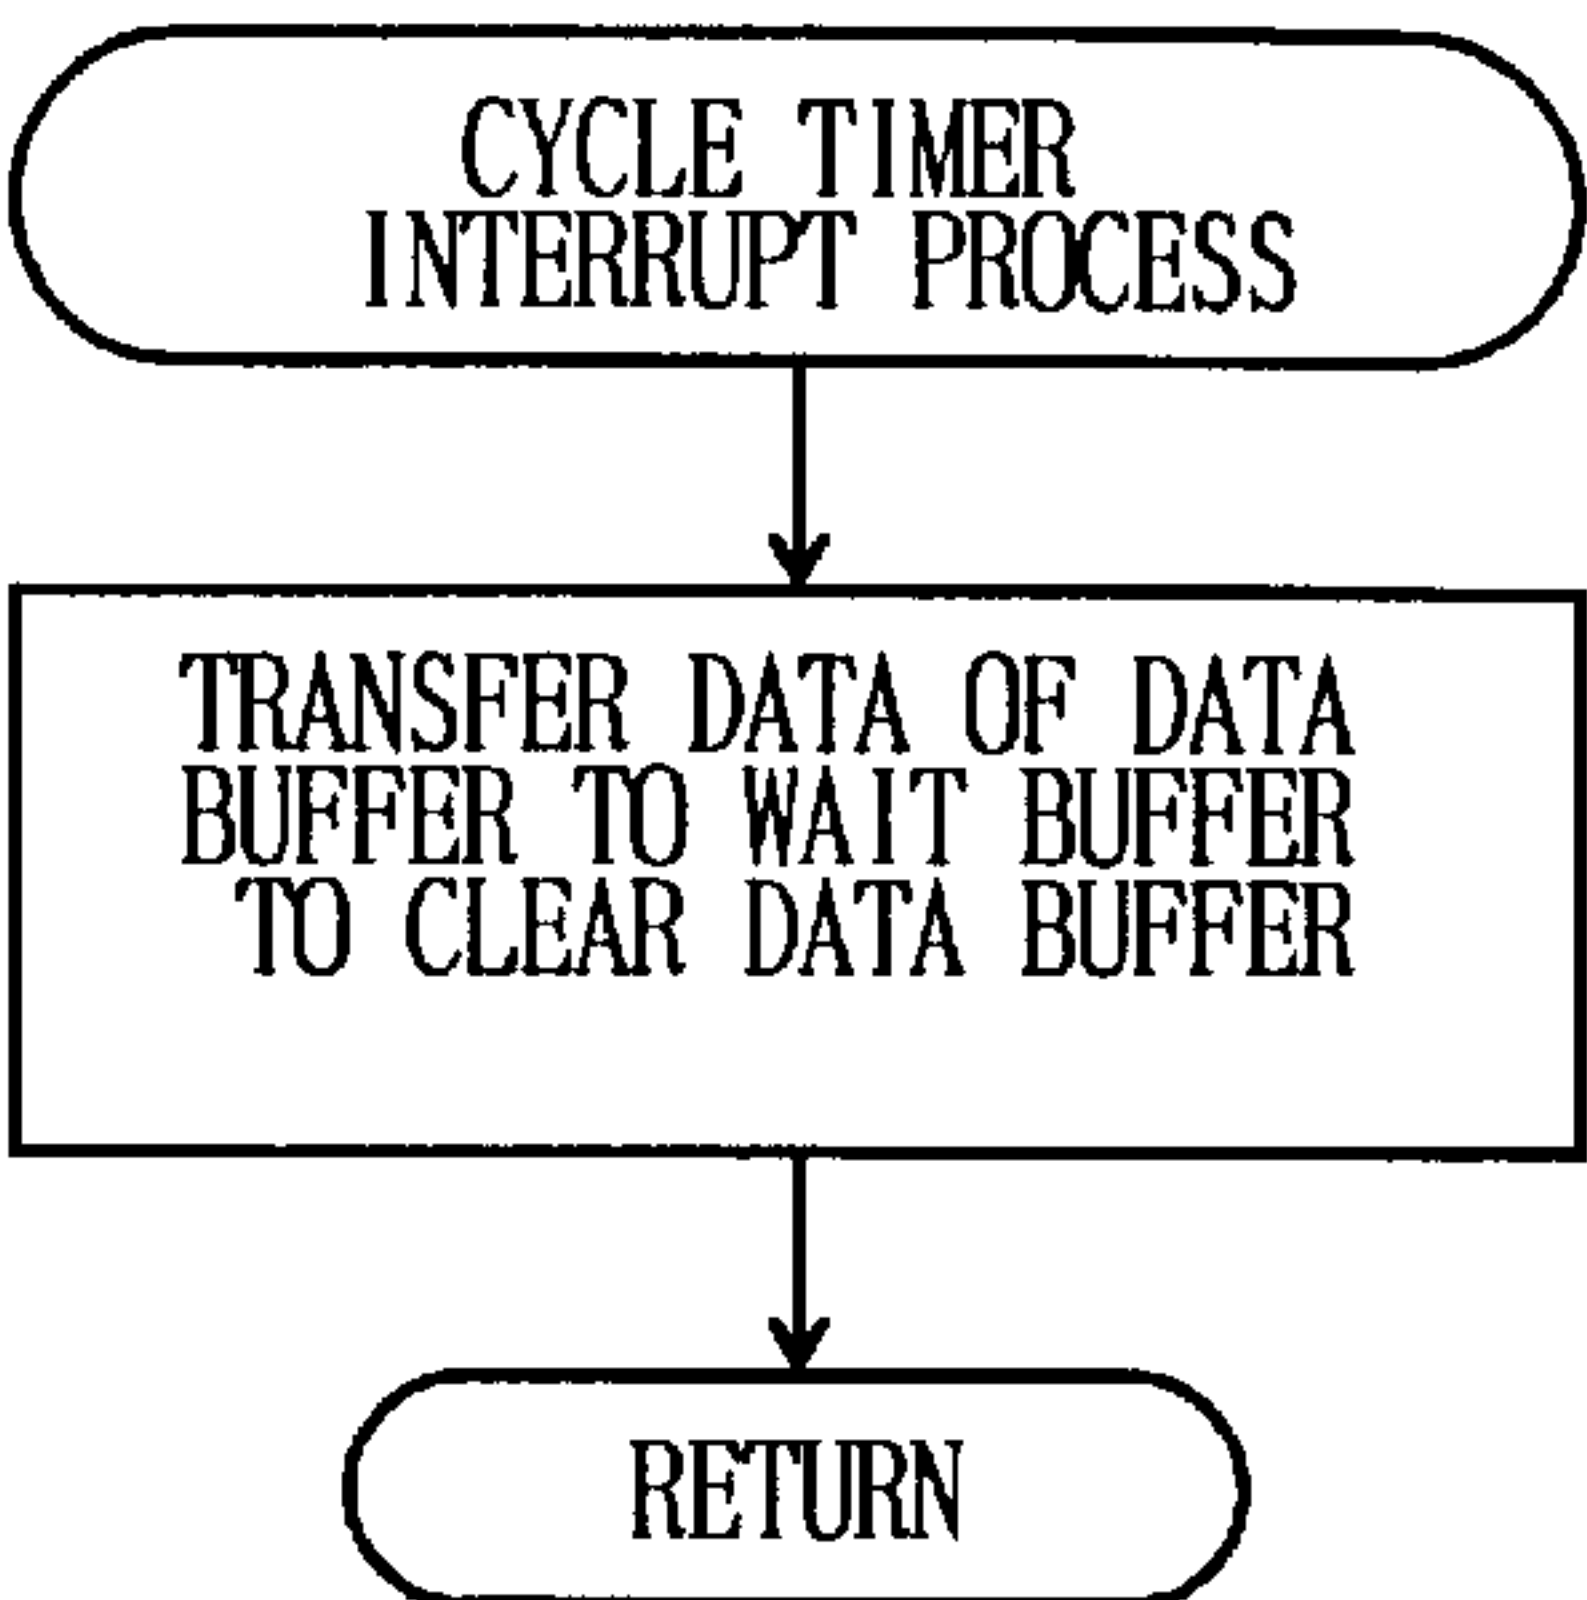 CYCLE TIMER
INTERRUPT PROCESS
TRANSFER DATA OF DATA
BUFFER TO WAIT BUFFER
TO CLEAR DATA BUFFER
RETURN